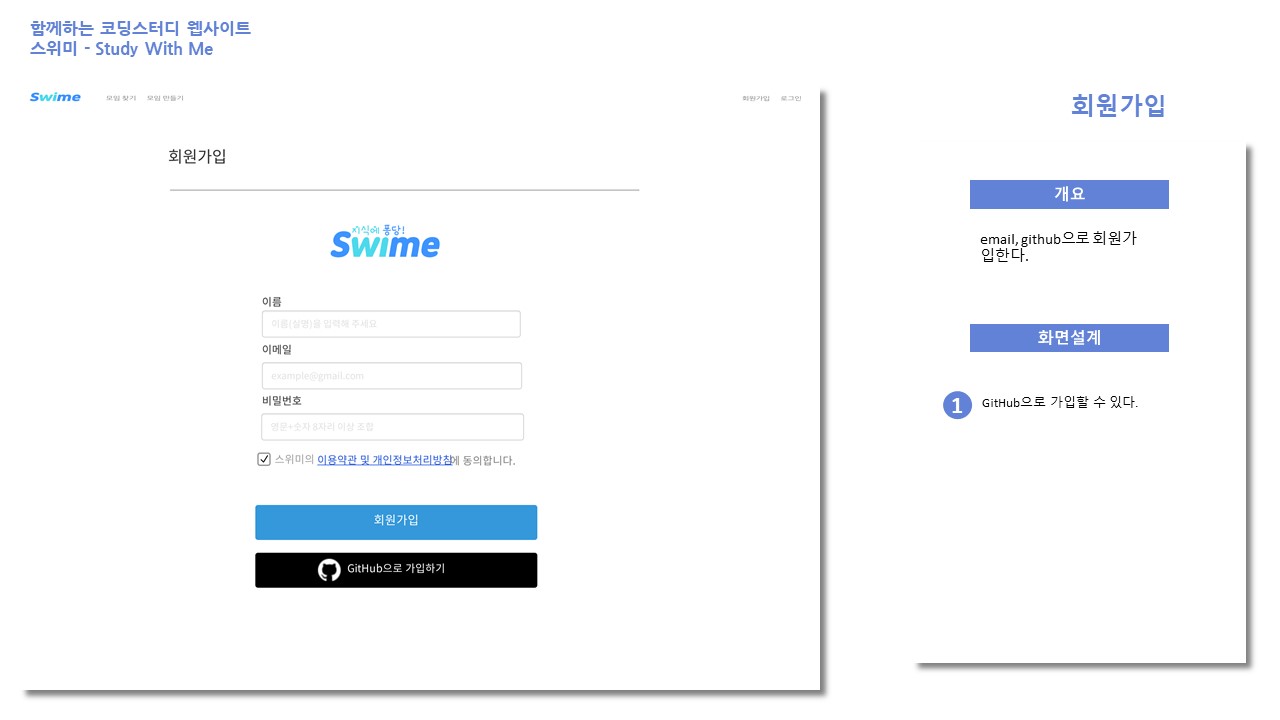 함께하는 코딩스터디 웹사이트
스위미 - Study With Me
Swime 모임 찾기 모임 만들기 회원가입 로그인
회원가입
지식에 퐁당!
Swime
이름
이름(실명)을 입력해 주세요
이메일
example@gmail.com
비밀번호
영문+숫자 8자리 이상 조합
스위미의 이용약관 및 개인정보처리방침에 동의합니다.
회원가입
GitHub으로 가입하기
회원가입
개요
email, github으로 회원가
입한다.
화면설계
1 GitHub으로 가입할 수 있다.